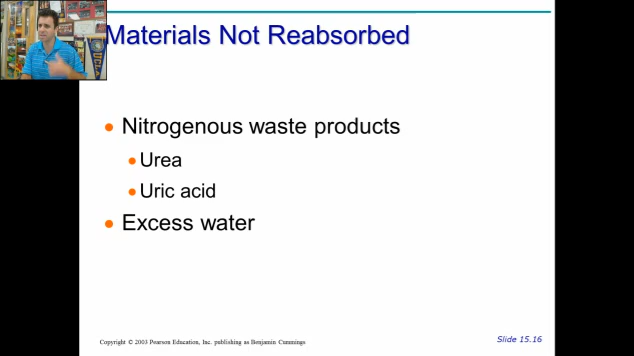 Materials Not Reabsorbed
Nitrogenous waste products
Urea
Uric acid
Excess water
Copyright © 2003 Pearson Education, Inc. publishing as Benjamin Cummings
Slide 15.16